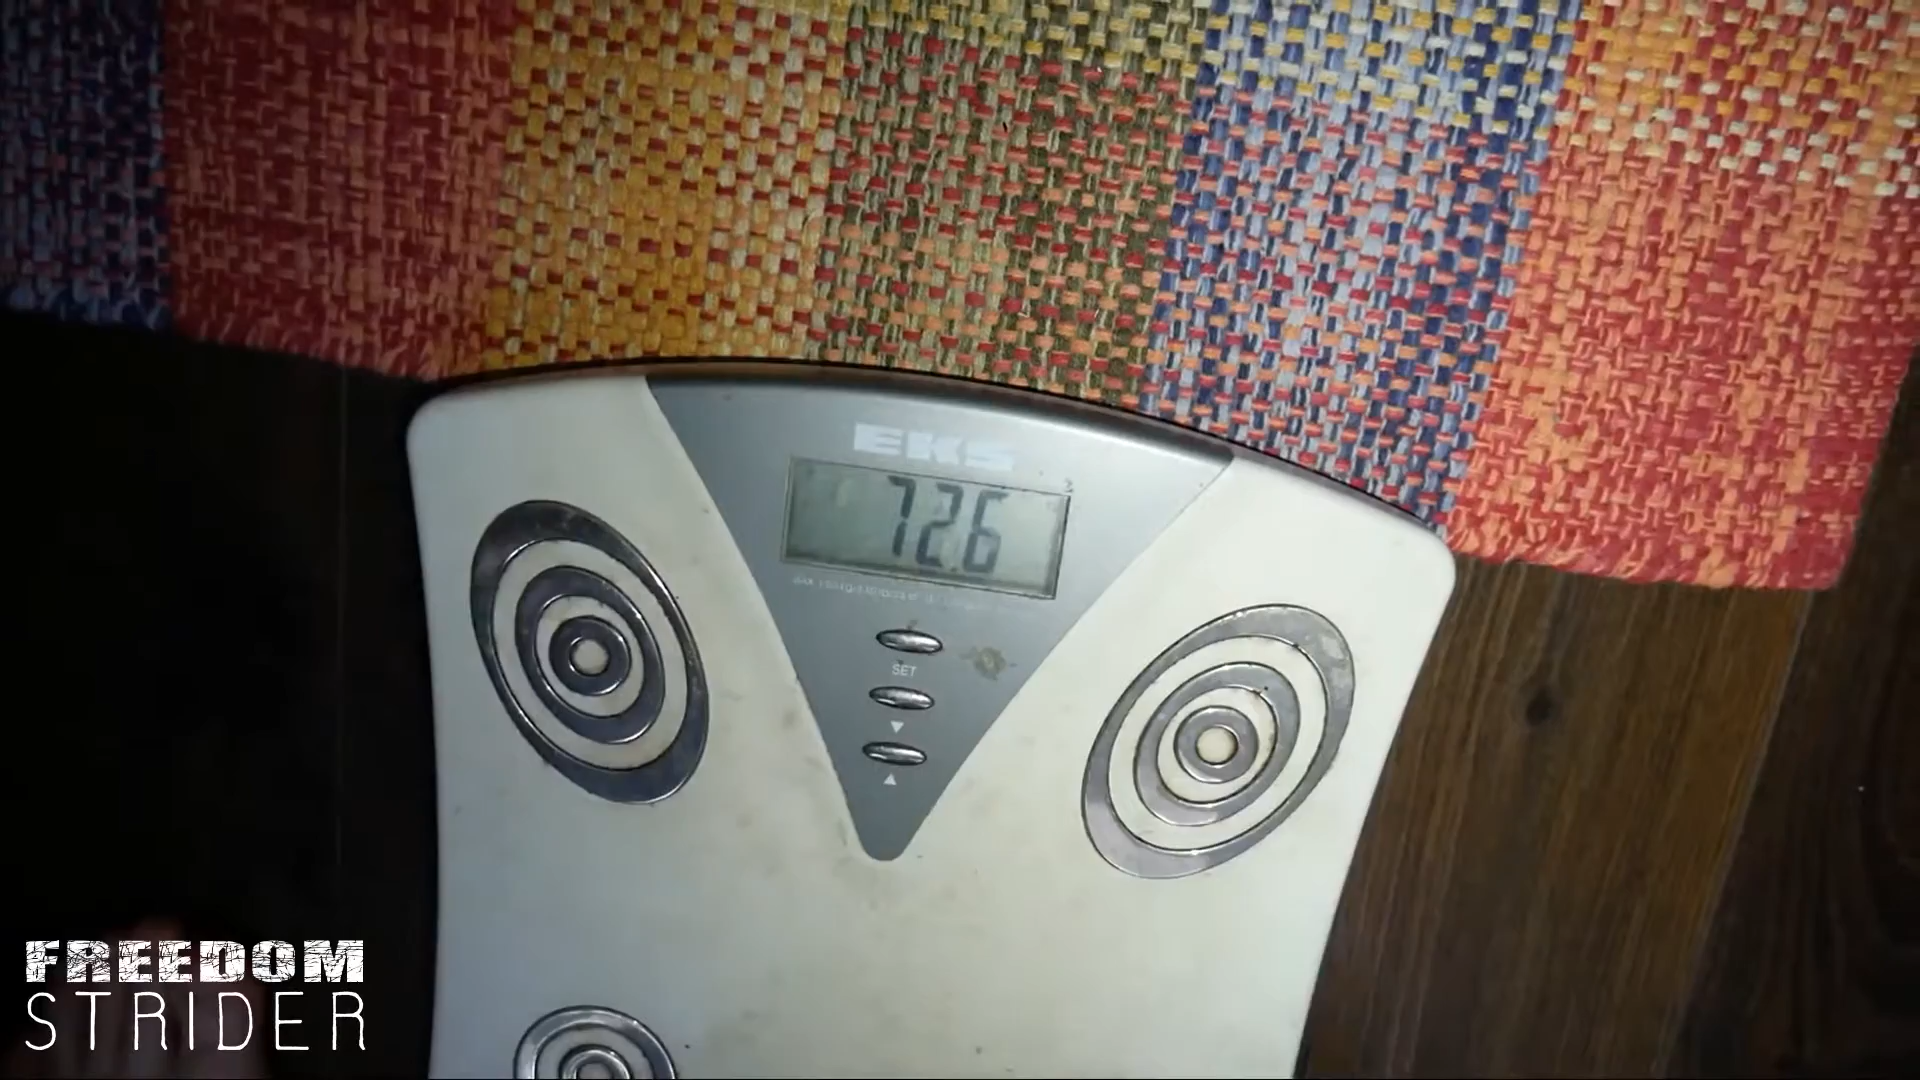 EKS
72.6
SET
▼
▲
FREEDOM
STRIDER